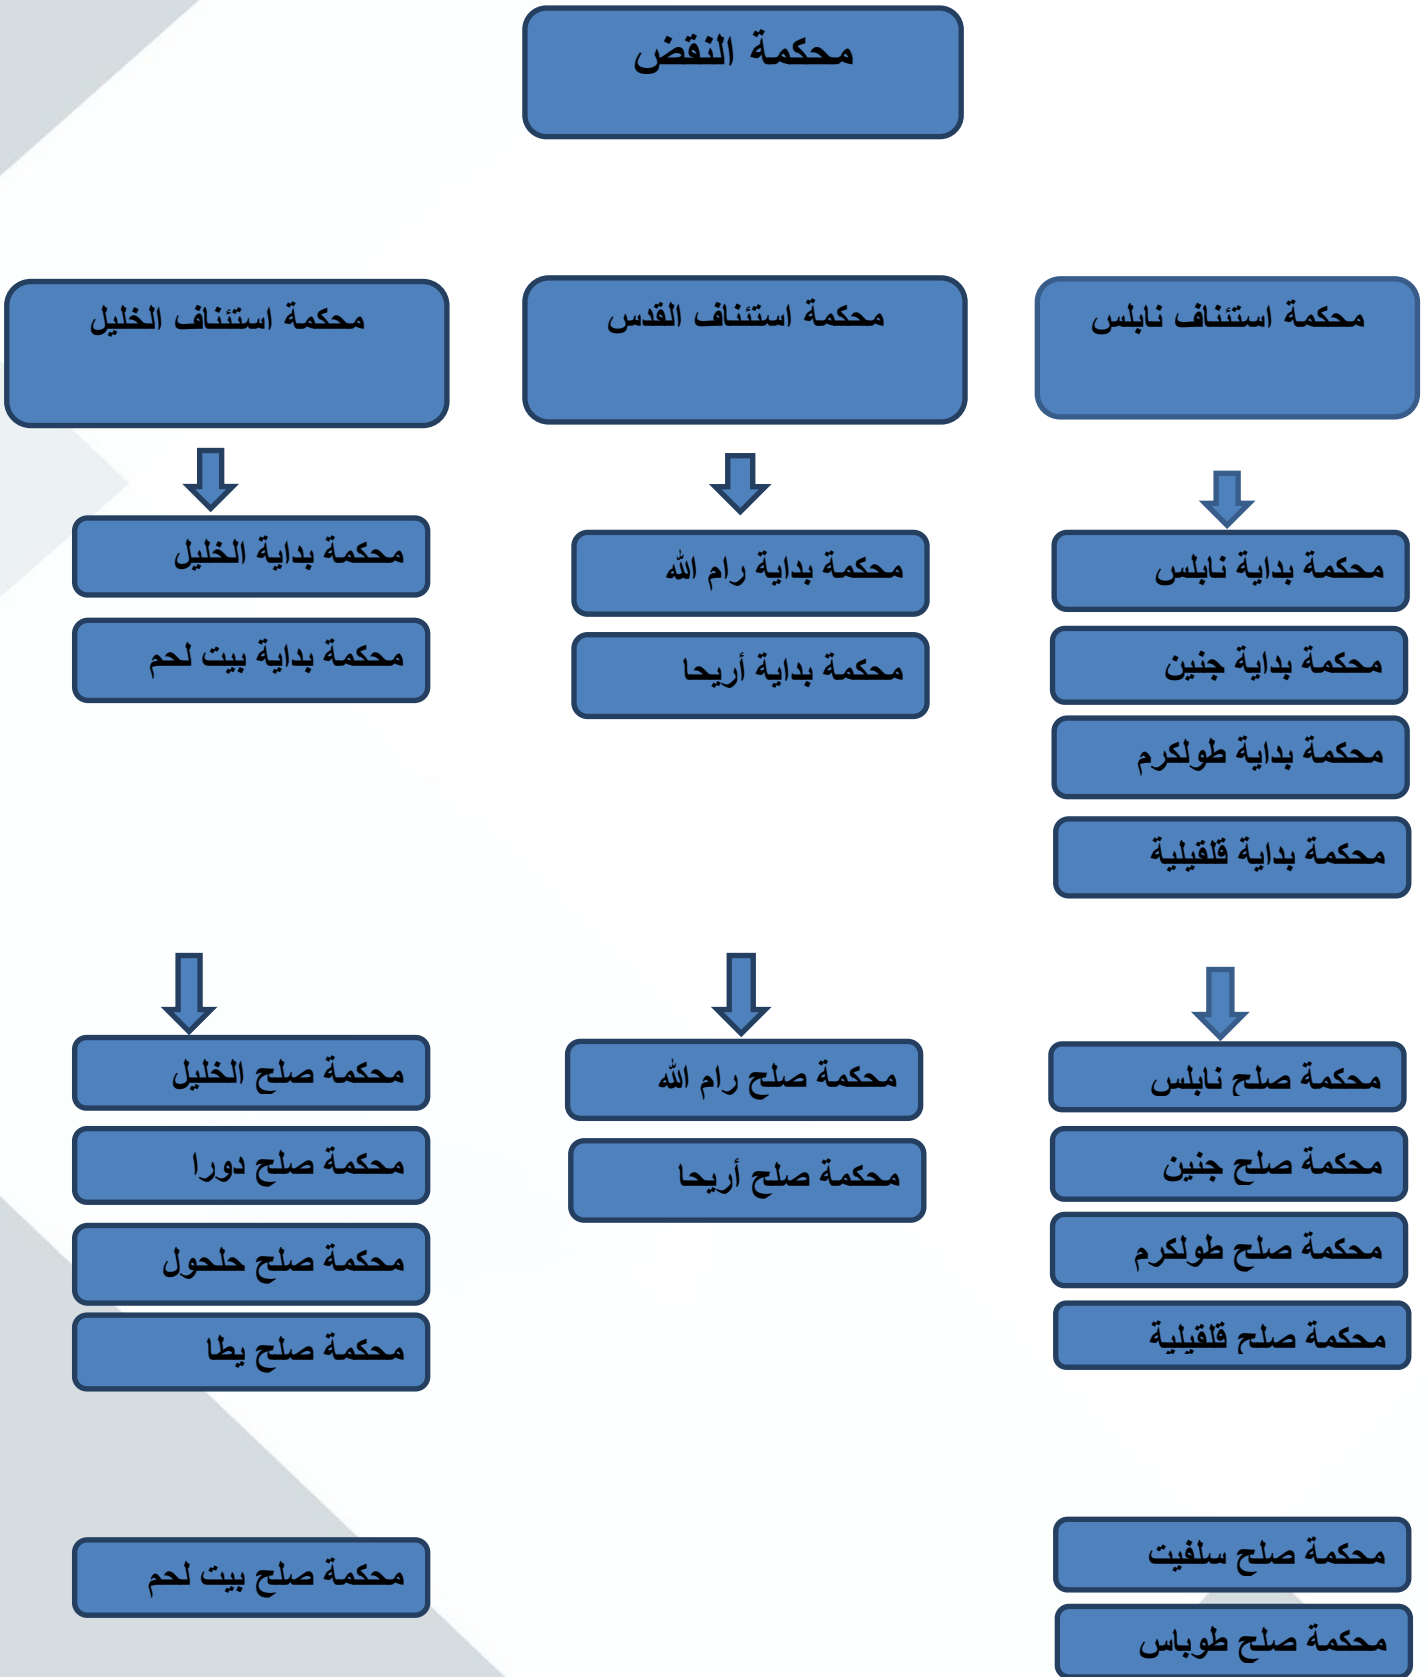 محكمة النقض
محكمة استئناف نابلس
محكمة استئناف القدس
محكمة استئناف الخليل
محكمة بداية نابلس
محكمة بداية جنين
محكمة بداية طولكرم
محكمة بداية قلقيلية
محكمة بداية رام الله
محكمة بداية أريحا
محكمة بداية الخليل
محكمة بداية بيت لحم
محكمة صلح نابلس
محكمة صلح جنين
محكمة صلح طولكرم
محكمة صلح قلقيلية
محكمة صلح سلفيت
محكمة صلح طوباس
محكمة صلح رام الله
محكمة صلح أريحا
محكمة صلح الخليل
محكمة صلح دورا
محكمة صلح حلحول
محكمة صلح يطا
محكمة صلح بيت لحم